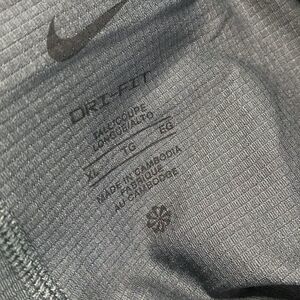 DRI-FIT
TALL/COUPE
LONGUE/ALTO
XL TG EG
MADE IN CAMBODIA
FABRIQUÉ
AU CAMBODGE